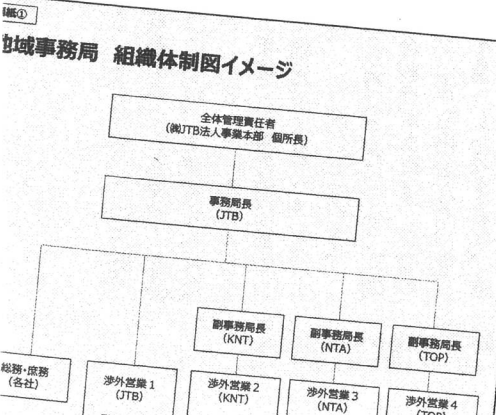 紙①
地域事務局 組織体制図イメージ
全体管理責任者
(㈱JTB法人事業本部 個所長)
事務局長
(JTB)
副事務局長
(KNT)
副事務局長
(NTA)
副事務局長
(TOP)
総務・庶務
(各社)
渉外営業1
(JTB)
渉外営業2
(KNT)
渉外営業3
(NTA)
渉外営業4
(TOP)